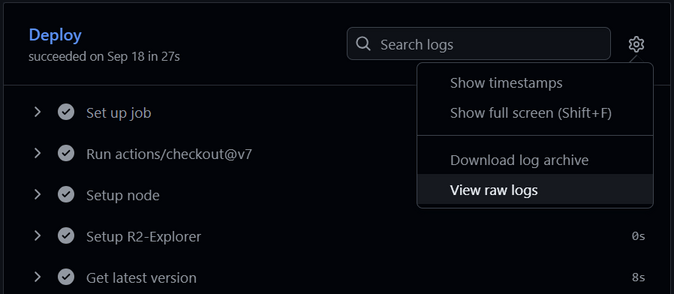 Deploy
succeeded on Sep 18 in 27s
Search logs
Show timestamps
Show full screen (Shift+F)
Download log archive
View raw logs
Set up job
Run actions/checkout@v7
Setup node
Setup R2-Explorer
0s
Get latest version
8s